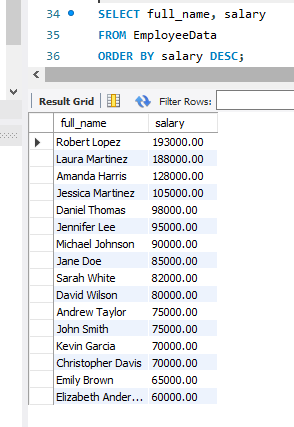 34 SELECT full_name, salary
35 FROM EmployeeData
36 ORDER BY salary DESC;
Result Grid Filter Rows:
full_name salary
Robert Lopez 193000.00
Laura Martinez 188000.00
Amanda Harris 128000.00
Jessica Martinez 105000.00
Daniel Thomas 98000.00
Jennifer Lee 95000.00
Michael Johnson 90000.00
Jane Doe 85000.00
Sarah White 82000.00
David Wilson 80000.00
Andrew Taylor 75000.00
John Smith 75000.00
Kevin Garcia 70000.00
Christopher Davis 70000.00
Emily Brown 65000.00
Elizabeth Ander... 60000.00